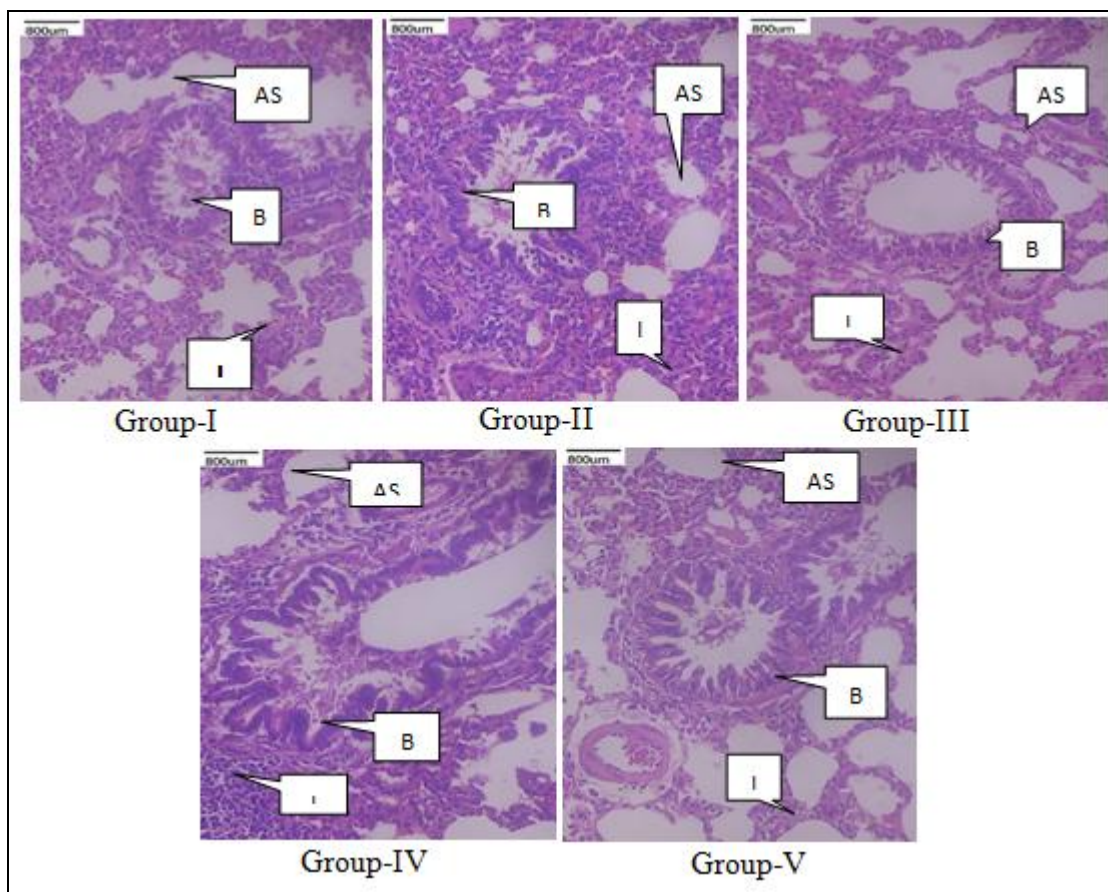 800um
AS
B
I
Group-I
800um
AS
B
I
Group-II
800um
AS
B
I
Group-III
800um
AS
B
Group-IV
800um
AS
B
I
Group-V